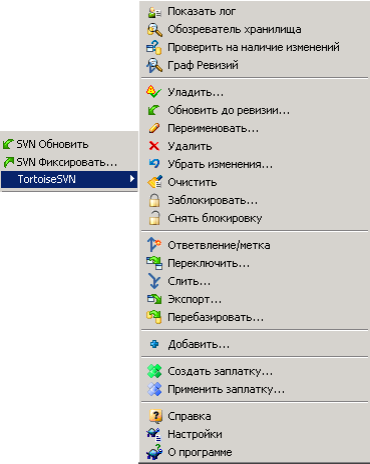 SVN Обновить
SVN Фиксировать...
TortoiseSVN
Показать лог
Обозреватель хранилища
Проверить на наличие изменений
Граф Ревизий
Уладить...
Обновить до ревизии...
Переименовать...
Удалить
Убрать изменения...
Очистить
Заблокировать...
Снять блокировку
Ответвление/метка
Переключить...
Слить...
Экспорт...
Перебазировать...
Добавить...
Создать заплатку...
Применить заплатку...
Справка
Настройки
О программе